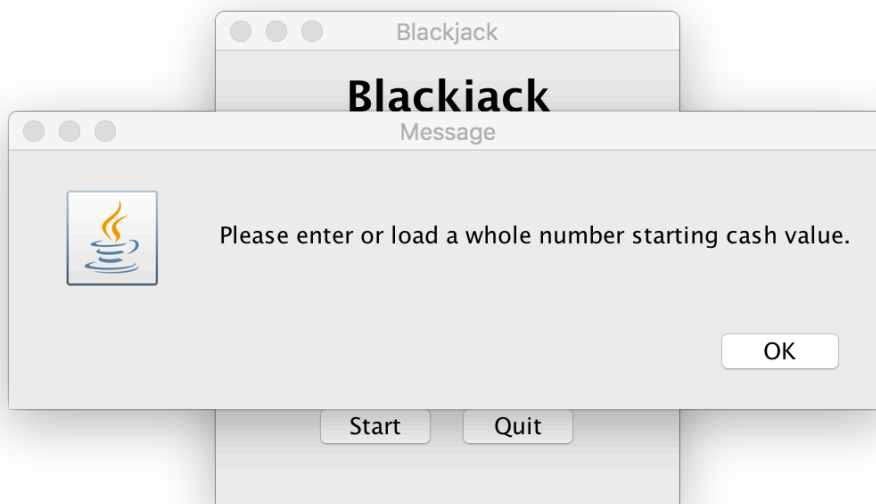 Blackjack
Blackjack
Message
Please enter or load a whole number starting cash value.
OK
Start
Quit